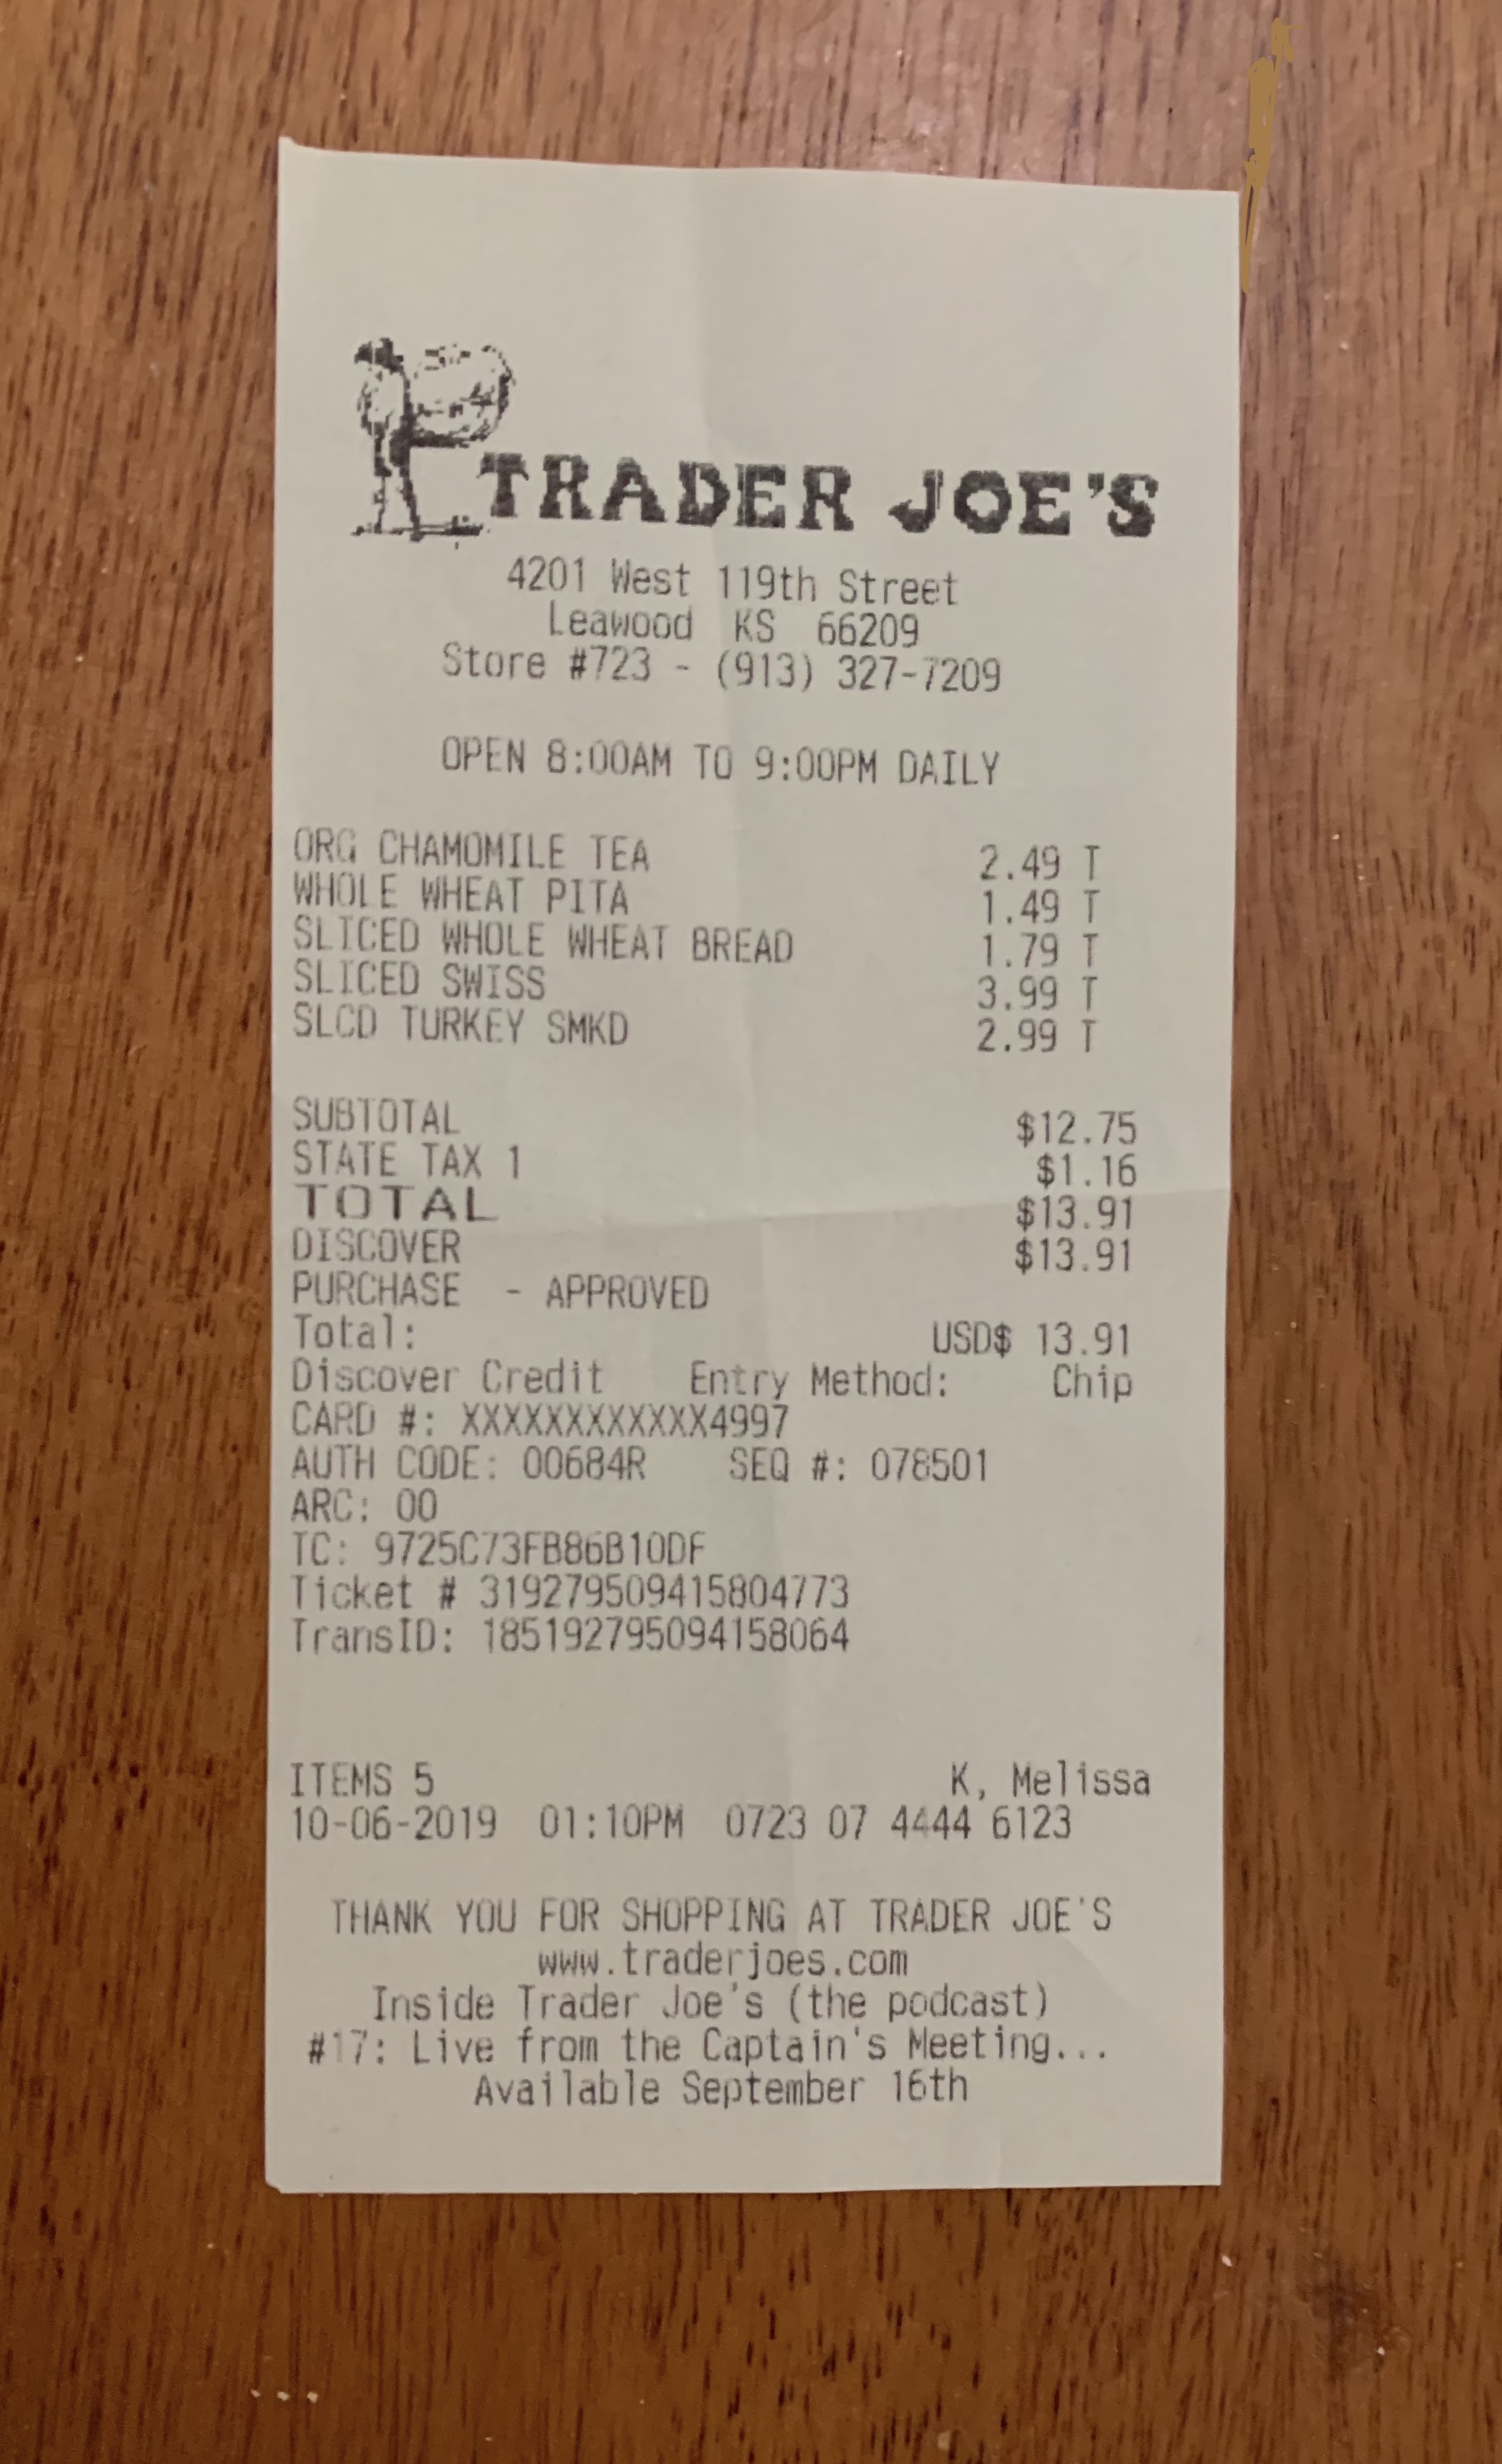 TRADER JOE'S
4201 West 119th Street
Leawood KS 66209
Store #723 - (913) 327-7209
OPEN 8:00AM TO 9:00PM DAILY
ORG CHAMOMILE TEA 2.49 T
WHOLE WHEAT PITA 1.49 T
SLICED WHOLE WHEAT BREAD 1.79 T
SLICED SWISS 3.99 T
SLCD TURKEY SMKD 2.99 T
SUBTOTAL $12.75
STATE TAX 1 $1.16
TOTAL $13.91
DISCOVER $13.91
PURCHASE - APPROVED
Total: USD$ 13.91
Discover Credit Entry Method: Chip
CARD #: XXXXXXXXXXXX4997
AUTH CODE: 00684R SEQ #: 078501
ARC: 00
TC: 9725C73FB86B10DF
Ticket # 319279509415804773
TransID: 185192795094158064
ITEMS 5 K, Melissa
10-06-2019 01:10PM 0723 07 4444 6123
THANK YOU FOR SHOPPING AT TRADER JOE'S
www.traderjoes.com
Inside Trader Joe's (the podcast)
#17: Live from the Captain's Meeting...
Available September 16th